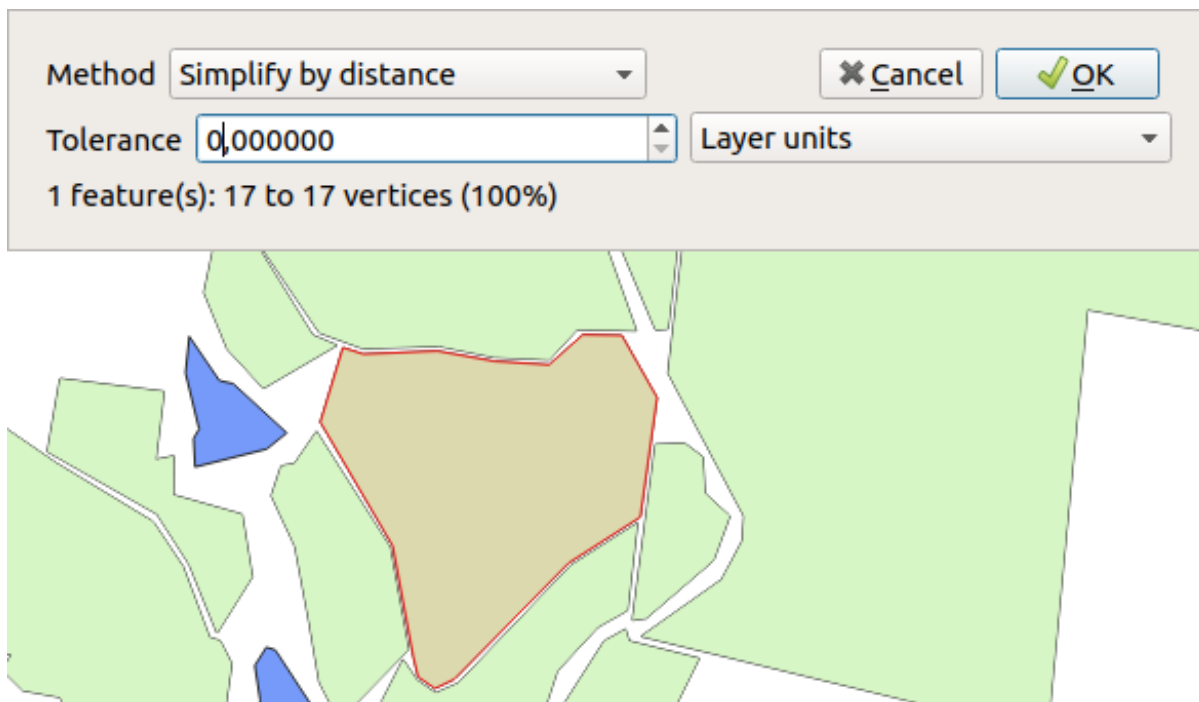 Method Simplify by distance Cancel OK
Tolerance 0,000000 Layer units
1 feature(s): 17 to 17 vertices (100%)